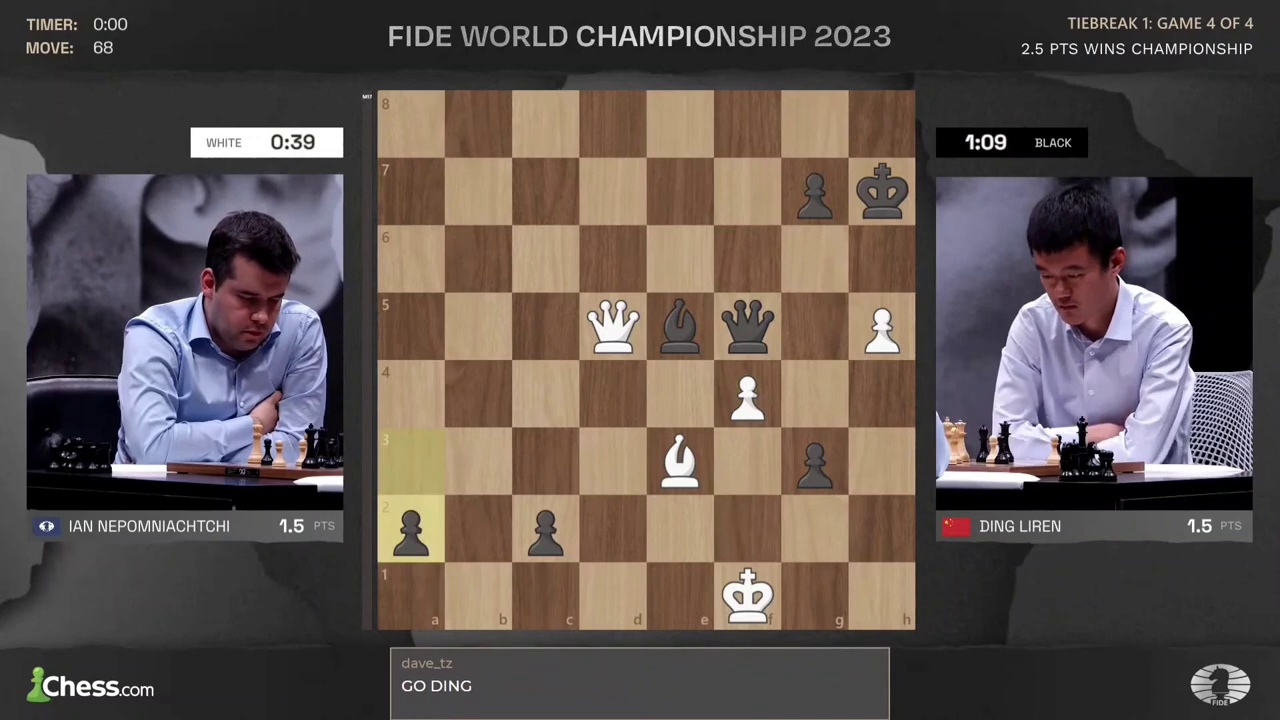 TIMER: 0:00
MOVE: 68
FIDE WORLD CHAMPIONSHIP 2023
TIEBREAK 1: GAME 4 OF 4
2.5 PTS WINS CHAMPIONSHIP
WHITE 0:39
1:09 BLACK
8
7
6
5
4
3
2
1
a b c d e f g h
IAN NEPOMNIACHTCHI 1.5 PTS
DING LIREN 1.5 PTS
dave_tz
GO DING
Chess.com
FIDE